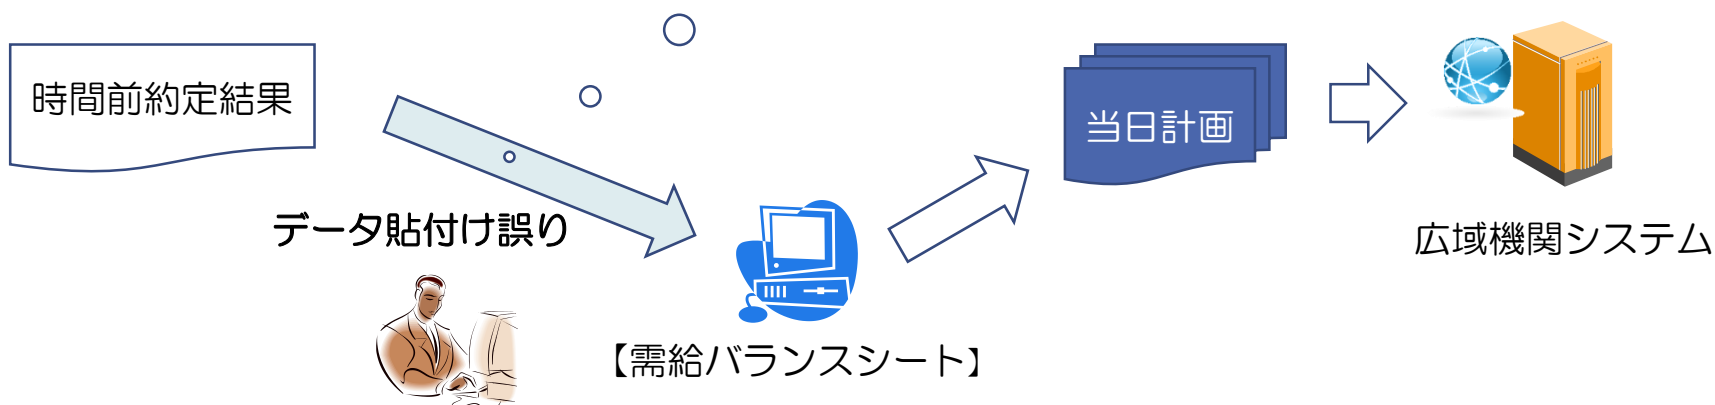 時間前約定結果
当日計画
データ貼付け誤り
広域機関システム
【需給バランスシート】